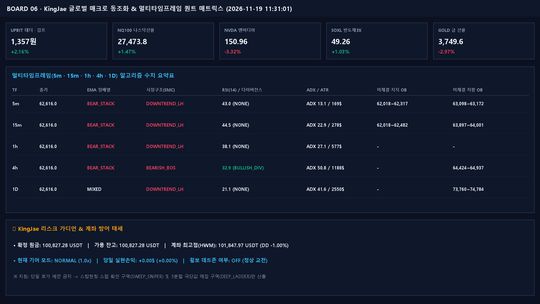 BOARD 06 · KingJae 글로벌 매크로 동조화 & 멀티타임프레임 퀀트 매트릭스 (2026-11-19 11:31:01)
UPBIT 테더 · 김프
1,357원
+2.16%
NQ100 나스닥선물
27,473.8
+1.47%
NVDA 엔비디아
150.96
-3.32%
SOXL 반도체3X
49.26
+1.03%
GOLD 금 선물
3,749.6
-2.97%
멀티타임프레임(5m · 15m · 1h · 4h · 1D) 알고리즘 수치 요약표
TF 종가 EMA 정배열 시장구조(SMC) RSI(14) / 다이버전스 ADX / ATR 미체결 지지 OB 미체결 저항 OB
5m 62,616.0 BEAR_STACK DOWNTREND_LH 43.0 (NONE) ADX 13.1 / 169$ 62,018~62,317 63,098~63,172
15m 62,616.0 BEAR_STACK DOWNTREND_LH 44.5 (NONE) ADX 22.9 / 278$ 62,018~62,482 63,897~64,001
1h 62,616.0 BEAR_STACK DOWNTREND_LH 38.1 (NONE) ADX 27.1 / 577$ - -
4h 62,616.0 BEAR_STACK BEARISH_BOS 32.9 (BULLISH_DIV) ADX 50.8 / 1188$ - 64,424~64,937
1D 62,616.0 MIXED DOWNTREND_LH 21.1 (NONE) ADX 41.6 / 2550$ - 73,760~74,784
KingJae 리스크 가디언 & 계좌 방어 태세
• 확정 원금: 100,827.28 USDT | 가용 잔고: 100,827.28 USDT | 계좌 최고점(HWM): 101,847.97 USDT (DD -1.00%)
• 현재 기어 모드: NORMAL (1.0x) | 당일 실현손익: +0.00$ (+0.00%) | 휩쏘 데드존 여부: OFF (정상 교전)